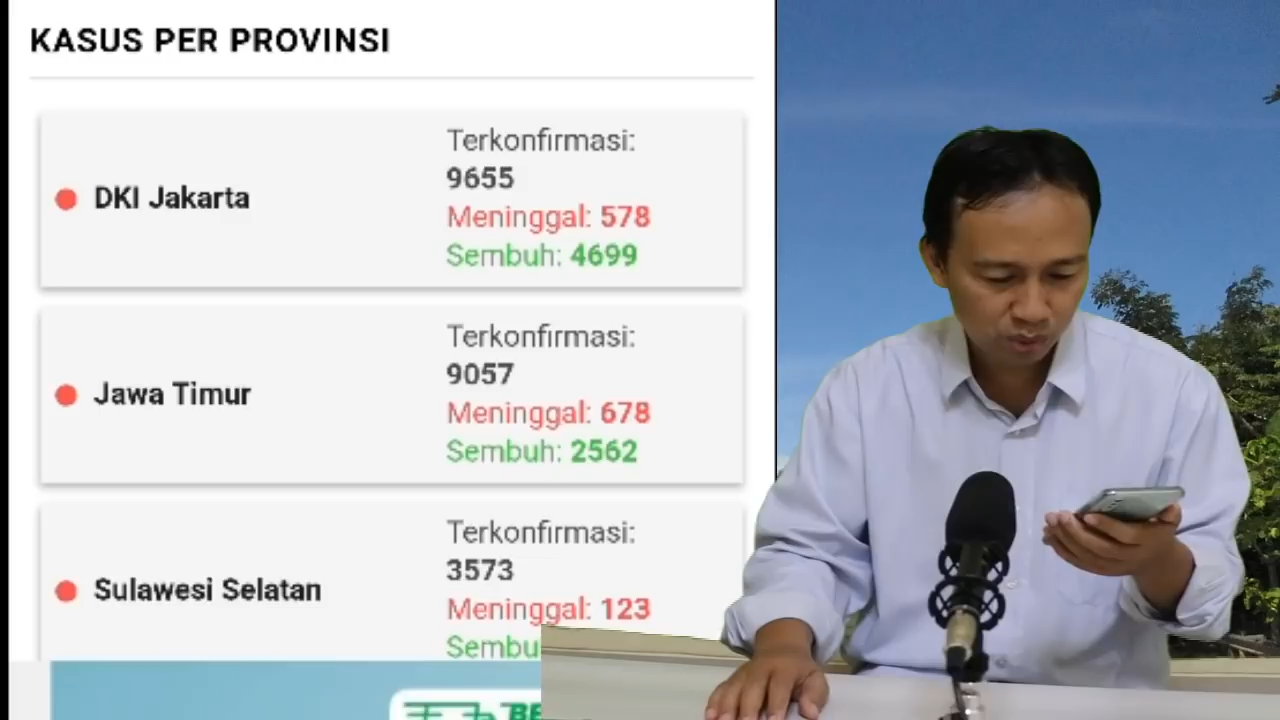 KASUS PER PROVINSI
DKI Jakarta
Terkonfirmasi:
9655
Meninggal: 578
Sembuh: 4699
Jawa Timur
Terkonfirmasi:
9057
Meninggal: 678
Sembuh: 2562
Sulawesi Selatan
Terkonfirmasi:
3573
Meninggal: 123